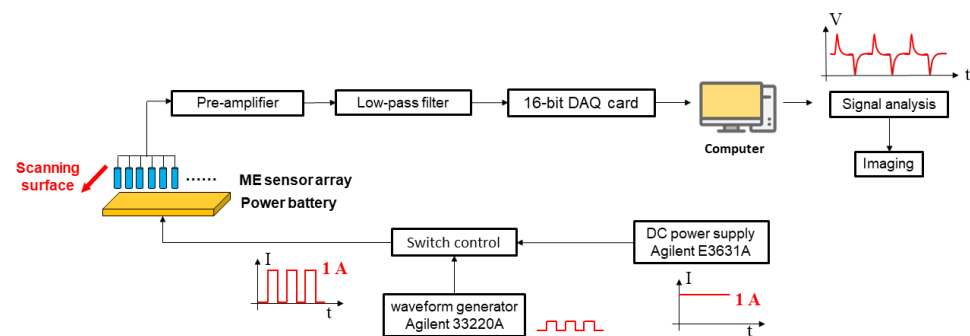 V
t
Pre-amplifier
Low-pass filter
16-bit DAQ card
Computer
Signal analysis
Imaging
Scanning
surface
......
ME sensor array
Power battery
Switch control
DC power supply
Agilent E3631A
I
1 A
t
waveform generator
Agilent 33220A
I
1 A
t